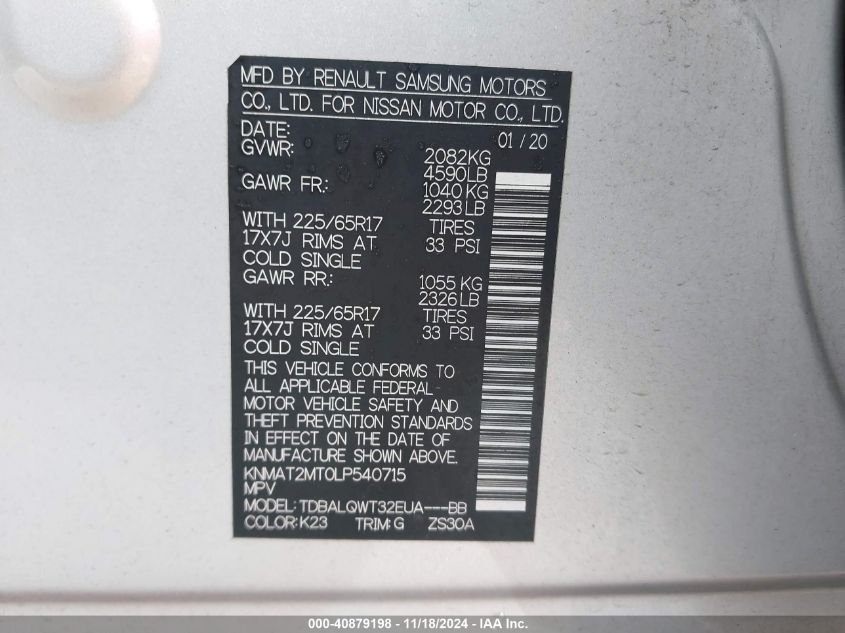 MFD BY RENAULT SAMSUNG MOTORS
CO., LTD. FOR NISSAN MOTOR CO., LTD.
DATE: 01 / 20
GVWR: 2082KG
4590LB
GAWR FR.: 1040 KG
2293 LB
WITH 225/65R17 TIRES
17X7J RIMS AT 33 PSI
COLD SINGLE
GAWR RR.: 1055 KG
2326 LB
WITH 225/65R17 TIRES
17X7J RIMS AT 33 PSI
COLD SINGLE
THIS VEHICLE CONFORMS TO
ALL APPLICABLE FEDERAL
MOTOR VEHICLE SAFETY AND
THEFT PREVENTION STANDARDS
IN EFFECT ON THE DATE OF
MANUFACTURE SHOWN ABOVE.
KNMAT2MT0LP540715
MPV
MODEL: TDBALQWT32EUA---BB
COLOR: K23 TRIM: G ZS30A
000-40879198 - 11/18/2024 - IAA Inc.